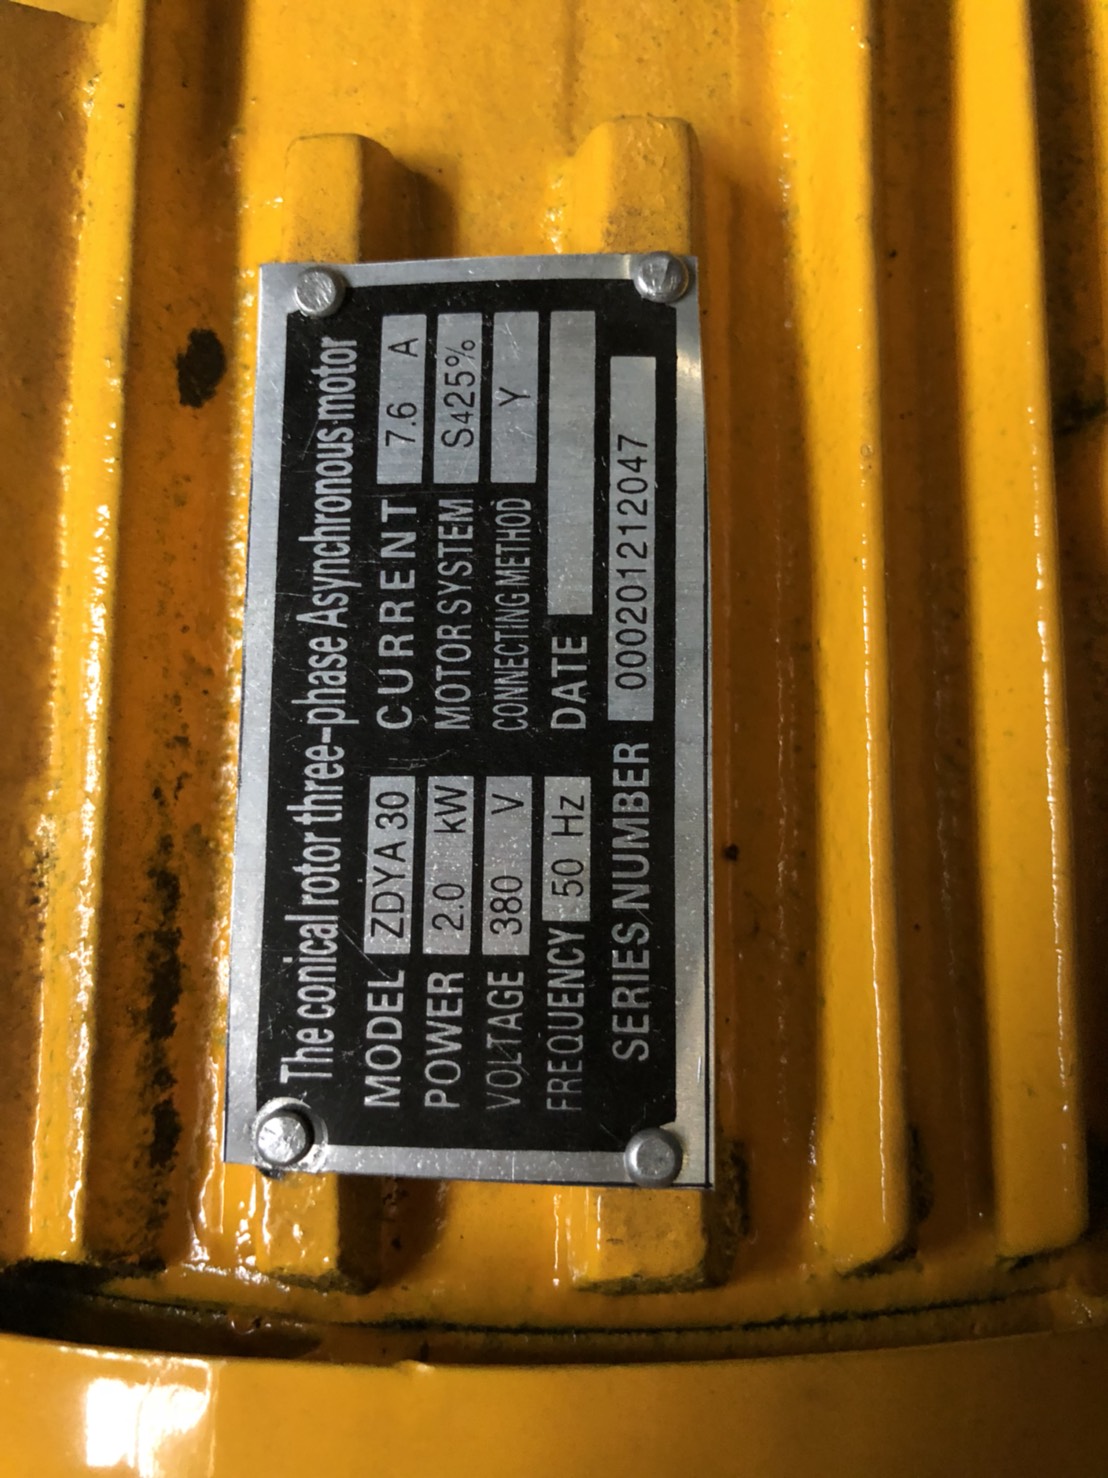 The conical rotor three-phase Asynchronous motor
MODEL ZDYA 30 CURRENT 7.6 A
POWER 2.0 kW MOTOR SYSTEM S425%
VOLTAGE 380 V CONNECTING METHOD Y
FREQUENCY 50 Hz DATE
SERIES NUMBER 000201212047